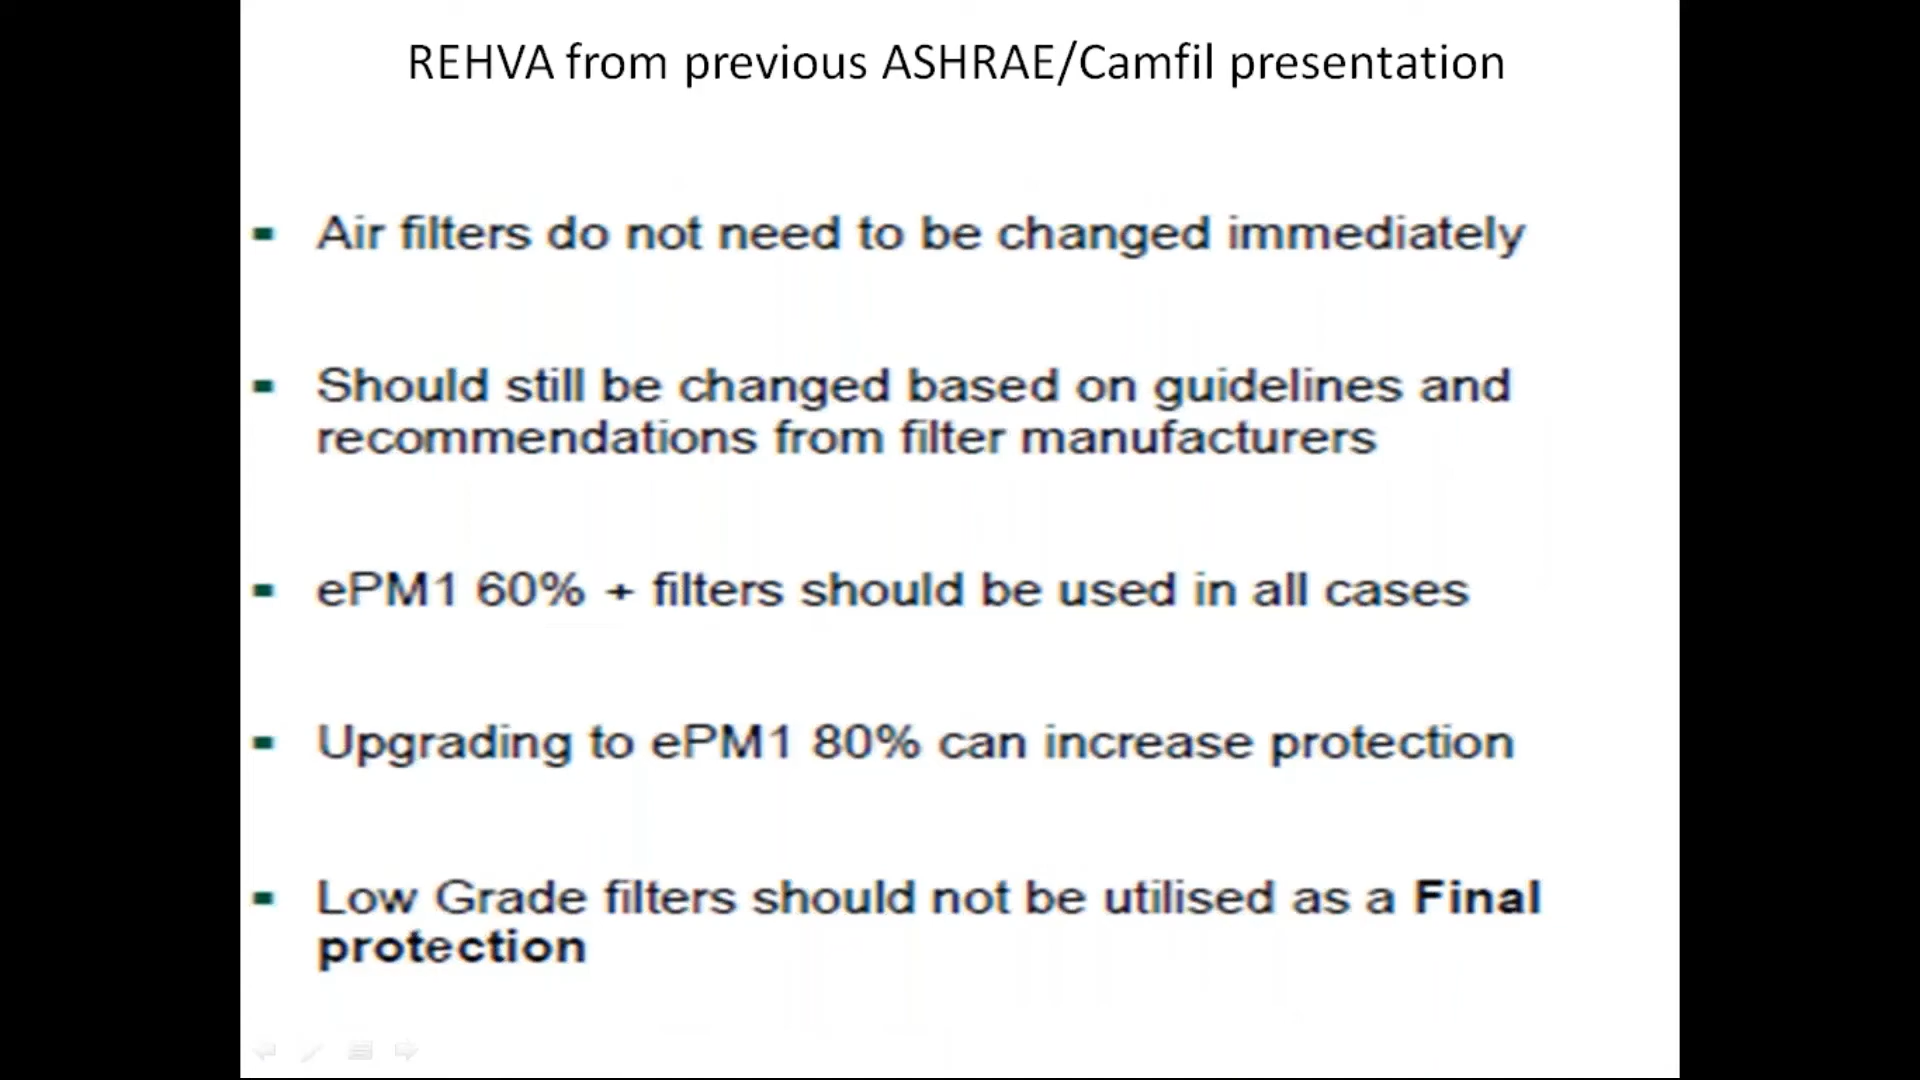 REHVA from previous ASHRAE/Camfil presentation
Air filters do not need to be changed immediately
Should still be changed based on guidelines and
recommendations from filter manufacturers
ePM1 60% + filters should be used in all cases
Upgrading to ePM1 80% can increase protection
Low Grade filters should not be utilised as a Final
protection